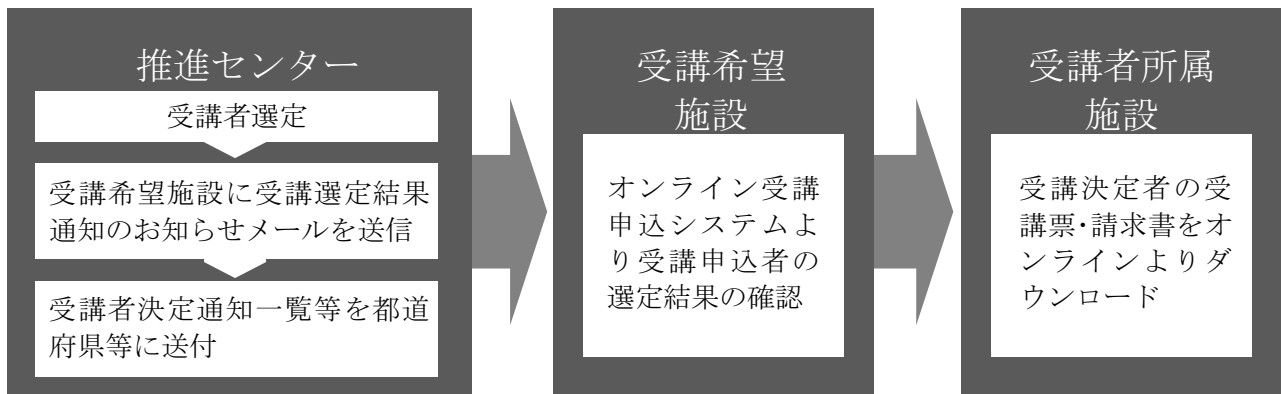 推進センター
受講者選定
受講希望施設に受講選定結果
通知のお知らせメールを送信
受講者決定通知一覧等を都道
府県等に送付
受講希望
施設
オンライン受講
申込システムよ
り受講申込者の
選定結果の確認
受講者所属
施設
受講決定者の受
講票・請求書をオ
ンラインよりダ
ウンロード